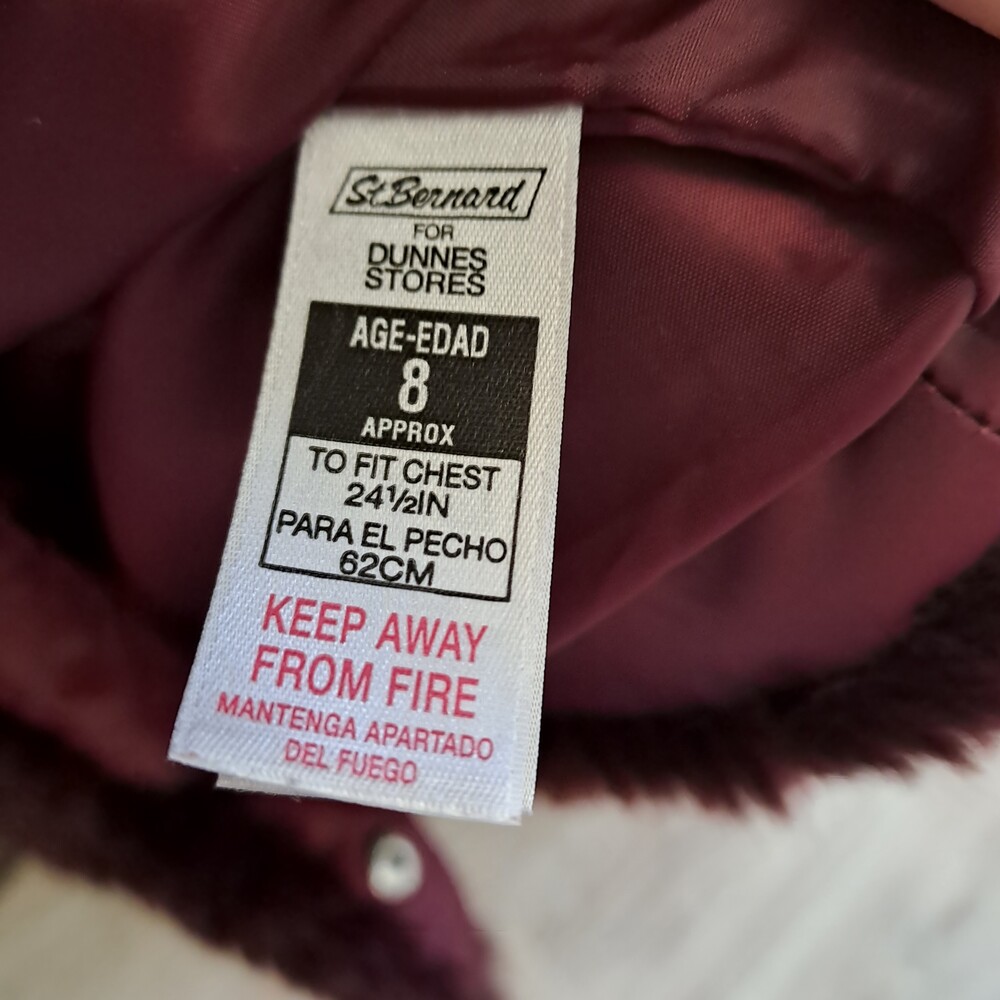 St.Bernard
FOR
DUNNES
STORES
AGE-EDAD
8
APPROX
TO FIT CHEST
24½IN
PARA EL PECHO
62CM
KEEP AWAY
FROM FIRE
MANTENGA APARTADO
DEL FUEGO